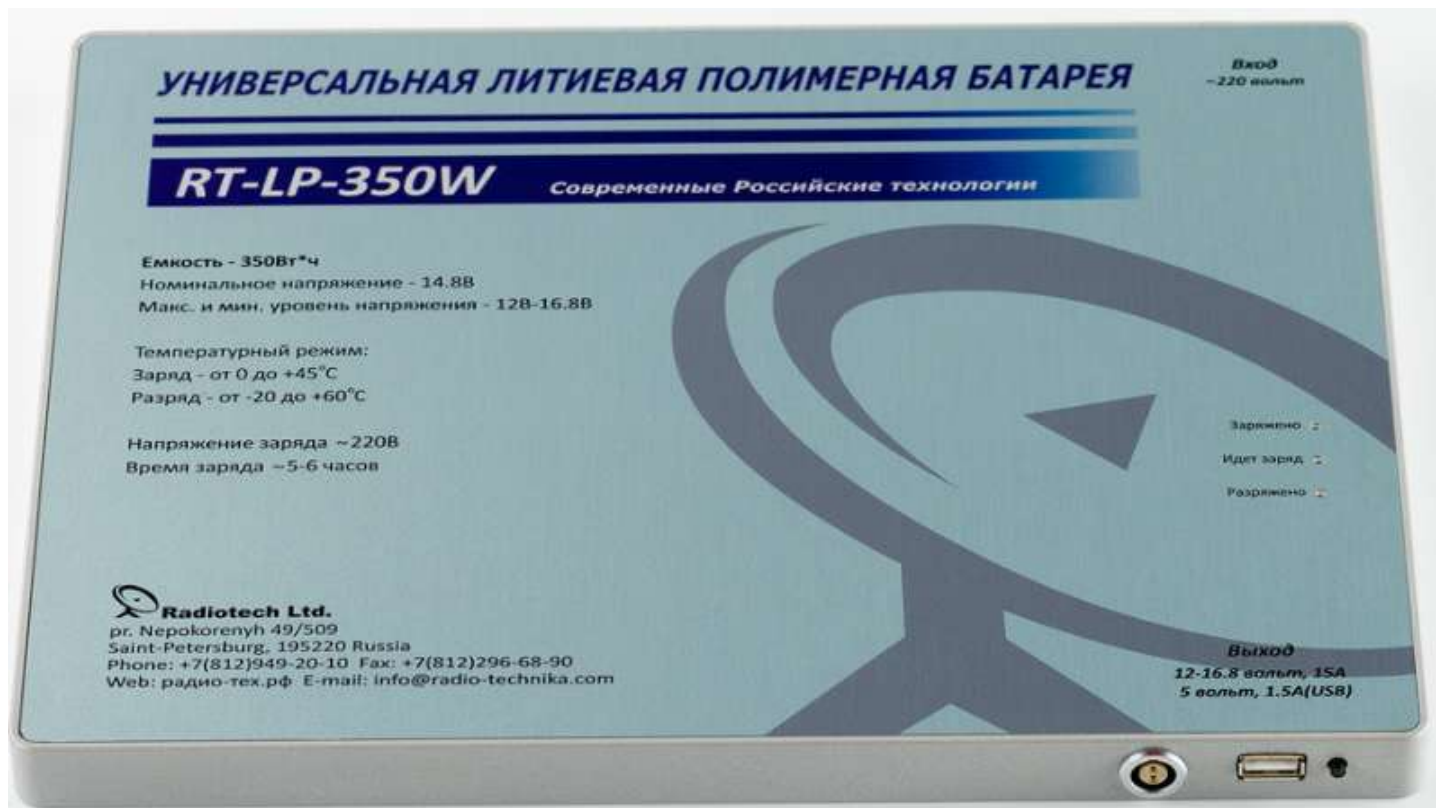 УНИВЕРСАЛЬНАЯ ЛИТИЕВАЯ ПОЛИМЕРНАЯ БАТАРЕЯ
Вход
~220 вольт
RT-LP-350W Современные Российские технологии
Емкость - 350Вт*ч
Номинальное напряжение - 14.8В
Макс. и мин. уровень напряжения - 12В-16.8В
Температурный режим:
Заряд - от 0 до +45°С
Разряд - от -20 до +60°С
Напряжение заряда ~220В
Время заряда ~5-6 часов
Заряжено
Идет заряд
Разряжено
Radiotech Ltd.
pr. Nepokorenyh 49/509
Saint-Petersburg, 195220 Russia
Phone: +7(812)949-20-10 Fax: +7(812)296-68-90
Web: радио-тех.рф E-mail: info@radio-technika.com
Выход
12-16.8 вольт, 15А
5 вольт, 1.5А(USB)